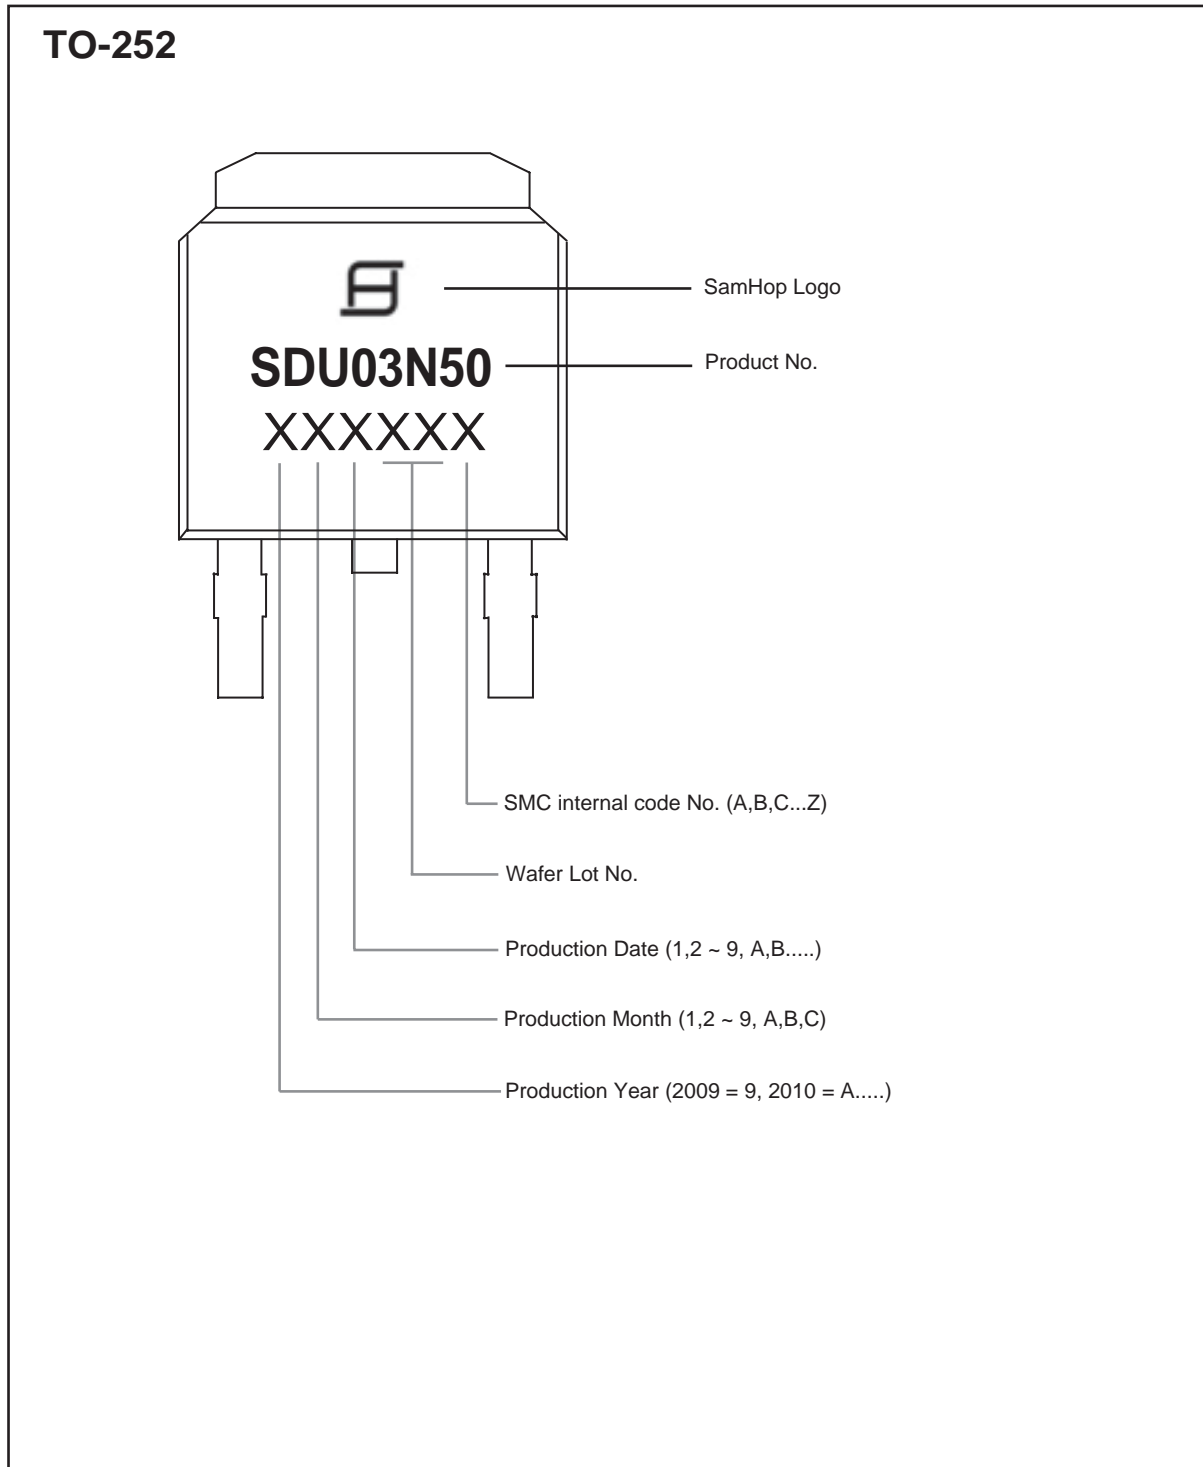 TO-252
SamHop Logo
SDU03N50
Product No.
XXXXXX
SMC internal code No. (A,B,C...Z)
Wafer Lot No.
Production Date (1,2 ~ 9, A,B.....)
Production Month (1,2 ~ 9, A,B,C)
Production Year (2009 = 9, 2010 = A.....)